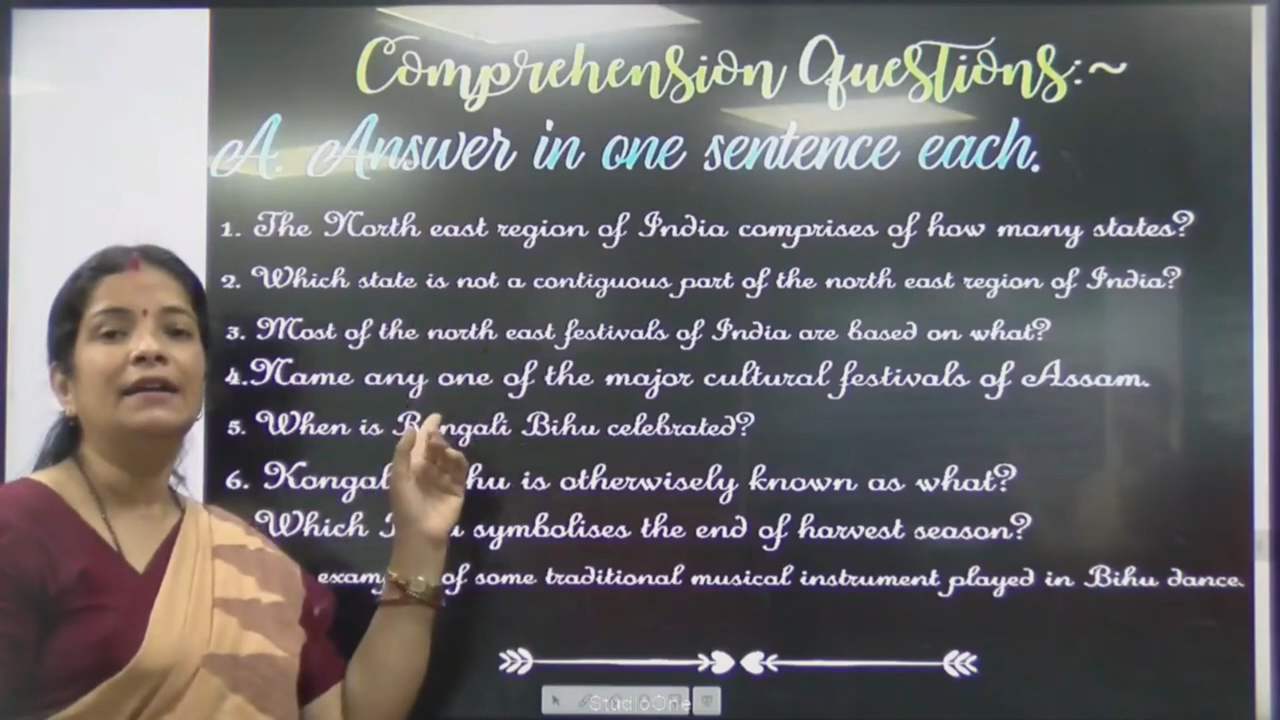 Comprehension Questions:~
A. Answer in one sentence each.
1. The North east region of India comprises of how many states?
2. Which state is not a contiguous part of the north east region of India?
3. Most of the north east festivals of India are based on what?
4. Name any one of the major cultural festivals of Assam.
5. When is Rongali Bihu celebrated?
6. Kongali Bihu is otherwisely known as what?
Which symbolises the end of harvest season?
of some traditional musical instrument played in Bihu dance.
StudioOne